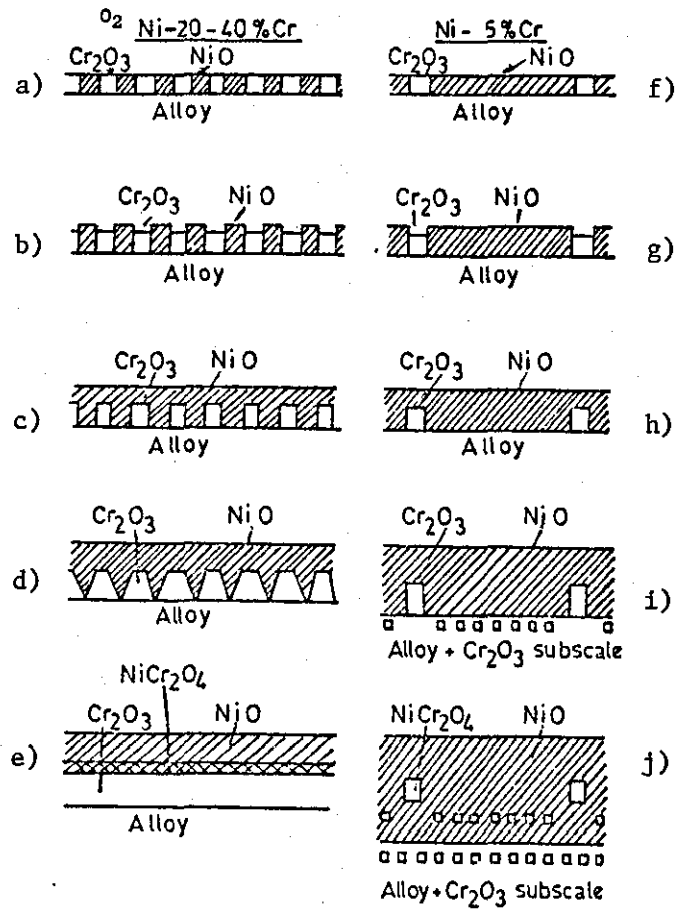 O2 Ni-20-40%Cr
Cr2O3 NiO
a)
Alloy
Cr2O3 NiO
b)
Alloy
Cr2O3 NiO
c)
Alloy
Cr2O3 NiO
d)
Alloy
NiCr2O4
Cr2O3 NiO
e)
Alloy
Ni-5%Cr
Cr2O3 NiO
f)
Alloy
Cr2O3 NiO
g)
Alloy
Cr2O3 NiO
h)
Alloy
Cr2O3 NiO
i)
Alloy + Cr2O3 subscale
NiCr2O4 NiO
j)
Alloy+Cr2O3 subscale